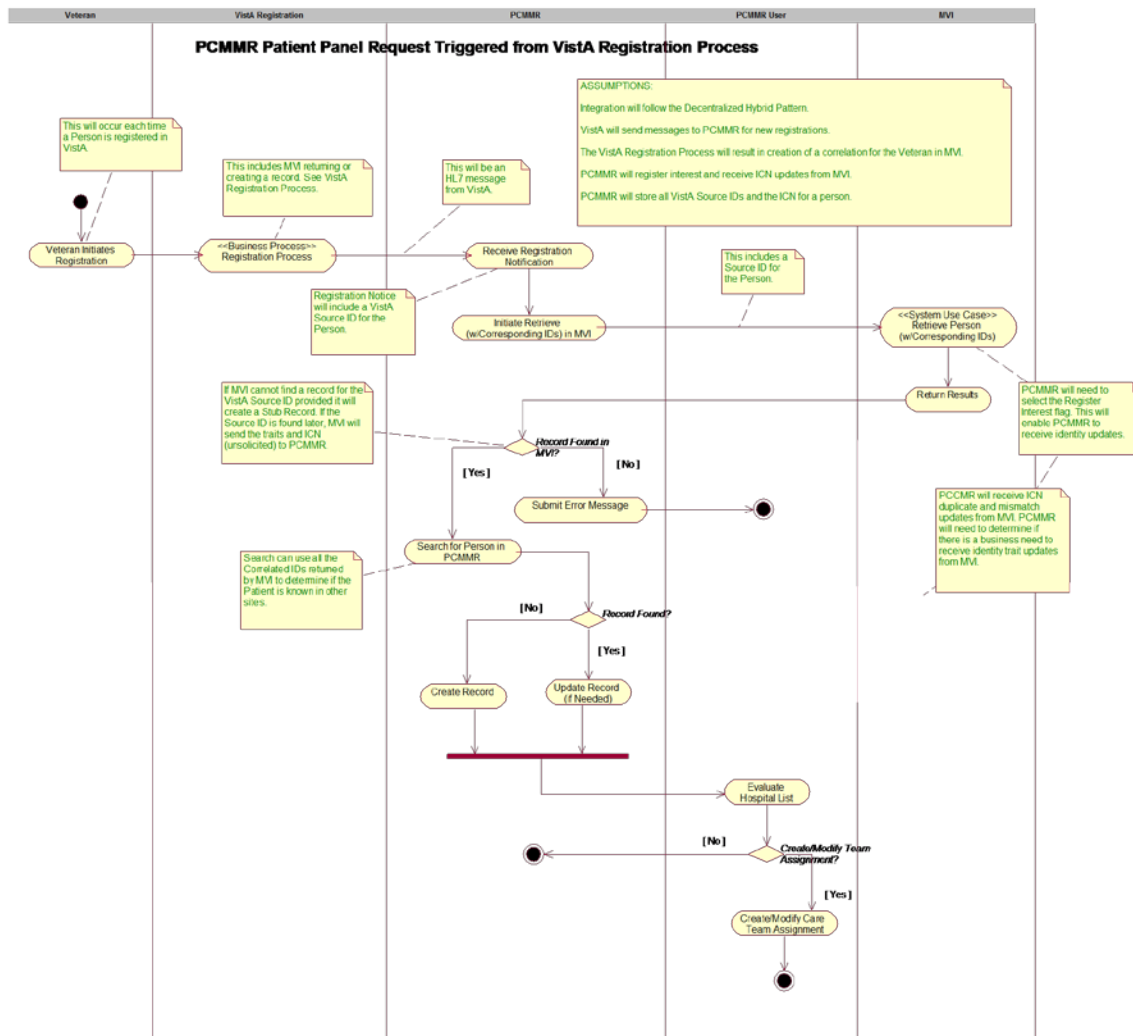 Veteran
VistA Registration
PCMMR
PCMMR User
MVI
PCMMR Patient Panel Request Triggered from VistA Registration Process
ASSUMPTIONS:
Integration will follow the Decentralized Hybrid Pattern.
VistA will send messages to PCMMR for new registrations.
The VistA Registration Process will result in creation of a correlation for the Veteran in MVI.
PCMMR will register interest and receive ICN updates from MVI.
PCMMR will store all VistA Source IDs and the ICN for a person.
This will occur each time
a Person is registered in
VistA.
This includes MVI returning or
creating a record. See VistA
Registration Process.
This will be an
HL7 message
from VistA.
Veteran Initiates
Registration
<<Business Process>>
Registration Process
Receive Registration
Notification
This includes a
Source ID for
the Person.
Registration Notice
will include a VistA
Source ID for the
Person.
Initiate Retrieve
(w/Corresponding IDs) in MVI
<<System Use Case>>
Retrieve Person
(w/Corresponding IDs)
If MVI cannot find a record for the
VistA Source ID provided it will
create a Stub Record. If the
Source ID is found later, MVI will
send the traits and ICN
(unsolicited) to PCMMR.
Return Results
PCMMR will need to
select the Register
Interest flag. This will
enable PCMMR to
receive identity updates.
Record Found in
MVI?
[ Yes ]
[ No ]
Submit Error Message
PCCMR will receive ICN
duplicate and mismatch
updates from MVI. PCMMR
will need to determine if
there is a business need to
receive identity trait updates
from MVI.
Search for Person in
PCMMR
Search can use all the
Correlated IDs returned
by MVI to determine if the
Patient is known in other
sites.
[ No ]
Record Found?
[ Yes ]
Create Record
Update Record
(if Needed)
Evaluate
Hospital List
[ No ]
Create/Modify Team
Assignment?
[ Yes ]
Create/Modify Care
Team Assignment